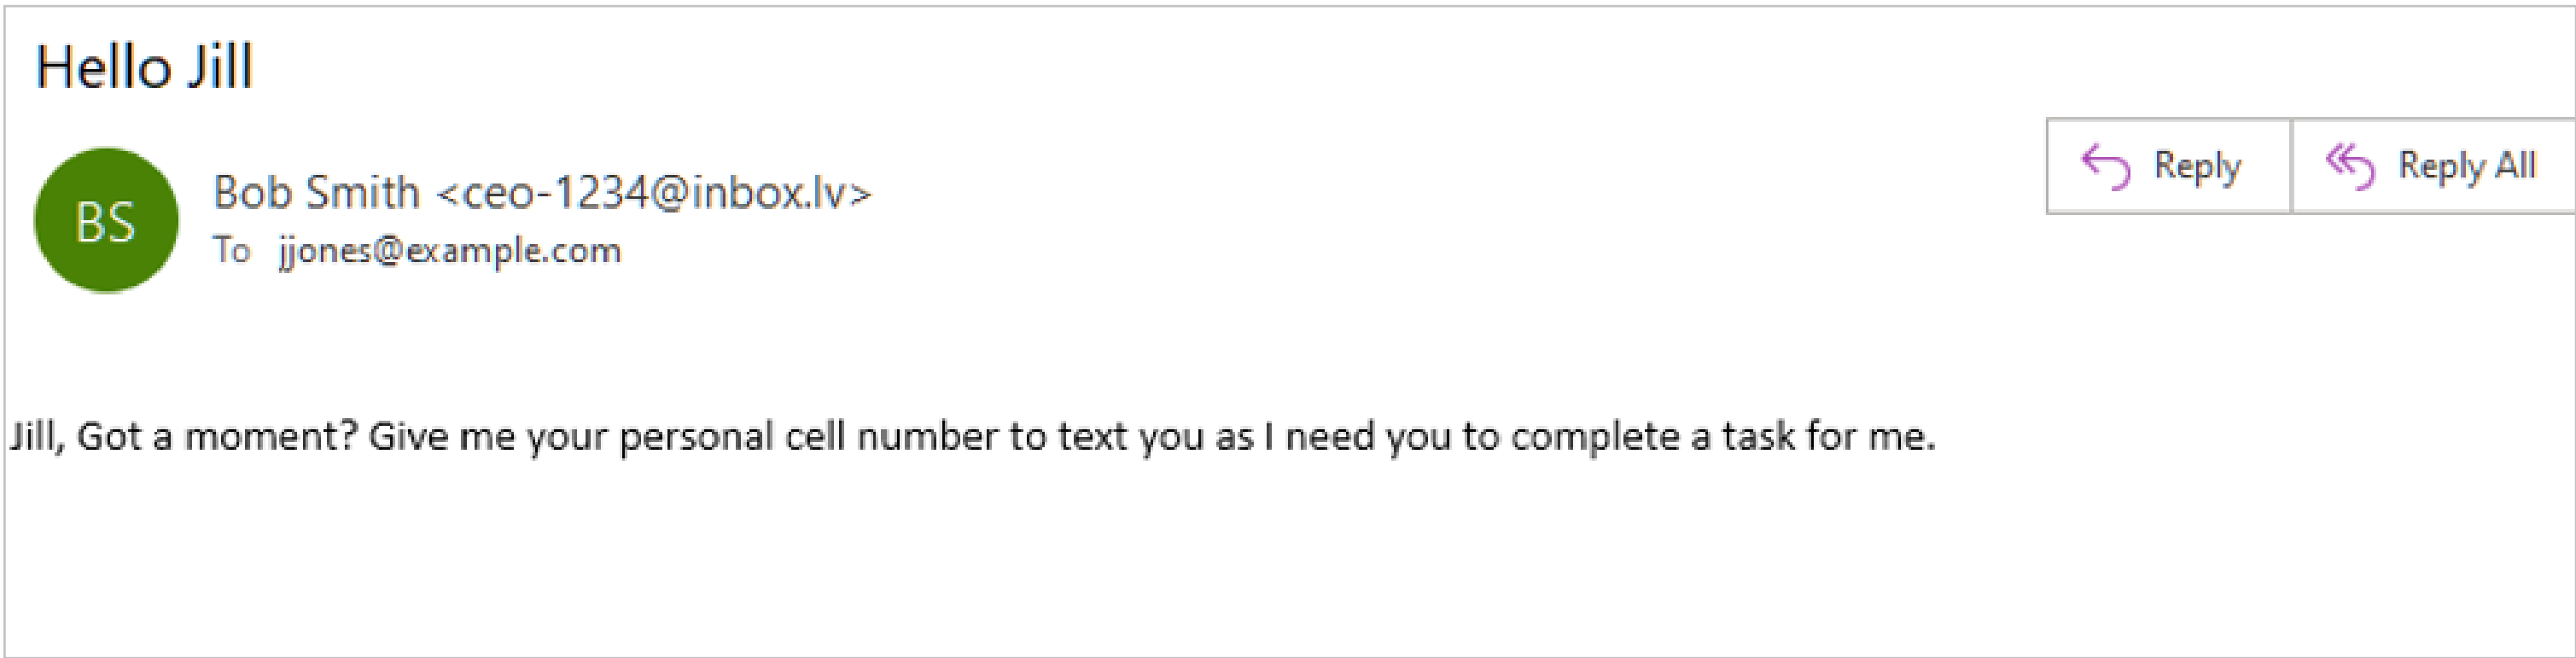 Hello Jill
Reply
Reply All
BS
Bob Smith <ceo-1234@inbox.lv>
To jjones@example.com
Jill, Got a moment? Give me your personal cell number to text you as I need you to complete a task for me.